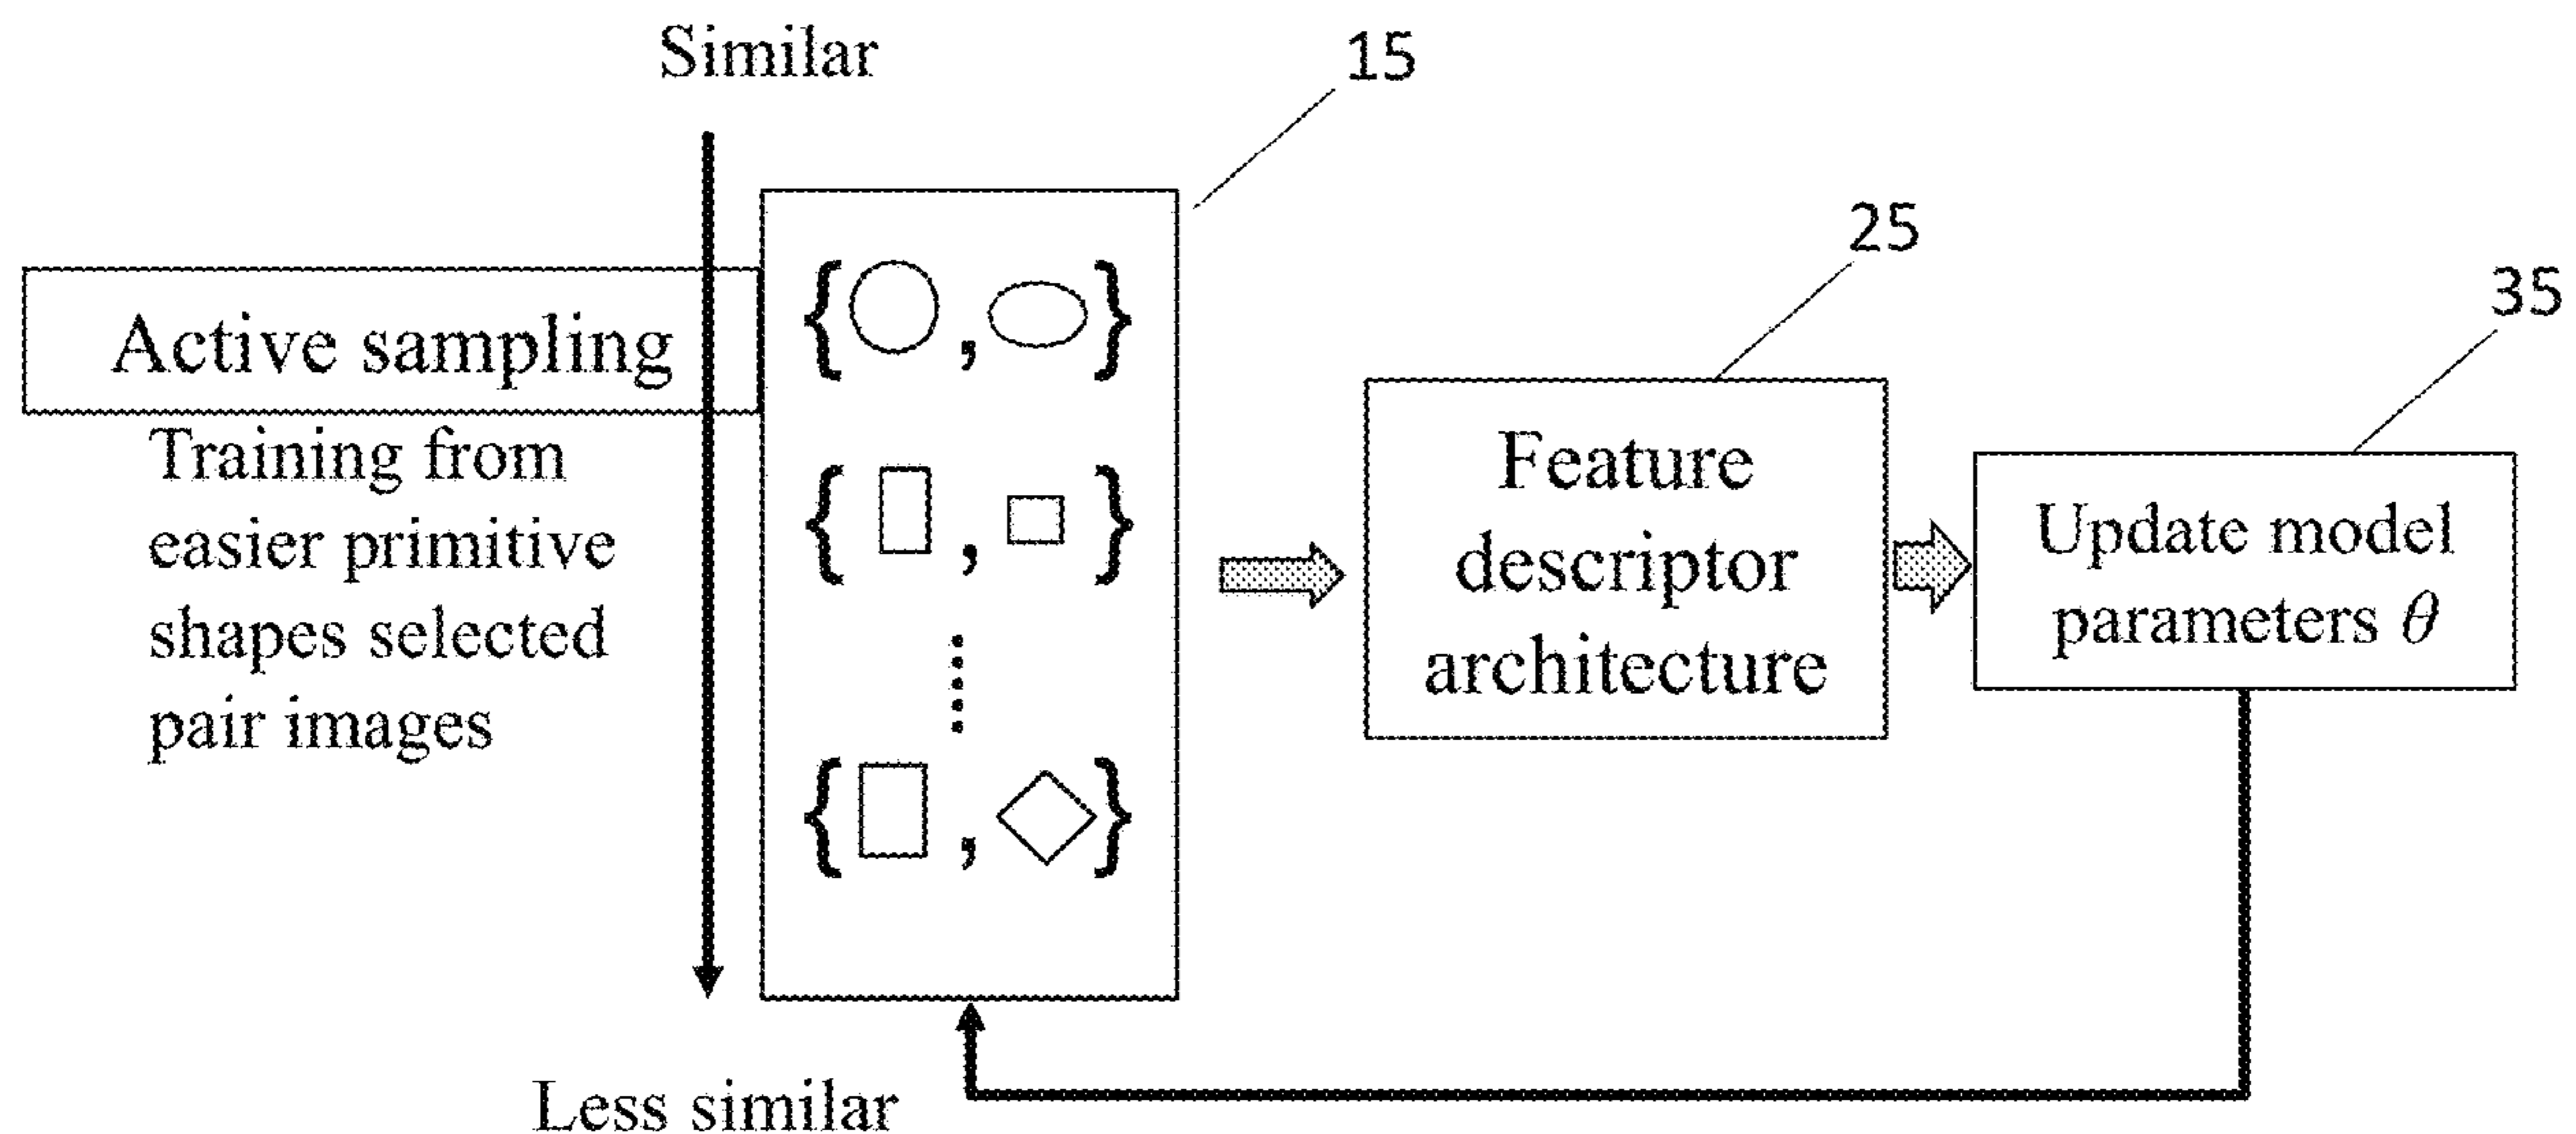 Similar
15
25
35
Active sampling
Training from
easier primitive
shapes selected
pair images
{ , }
{ , }
{ , }
Feature
descriptor
architecture
Update model
parameters θ
Less similar